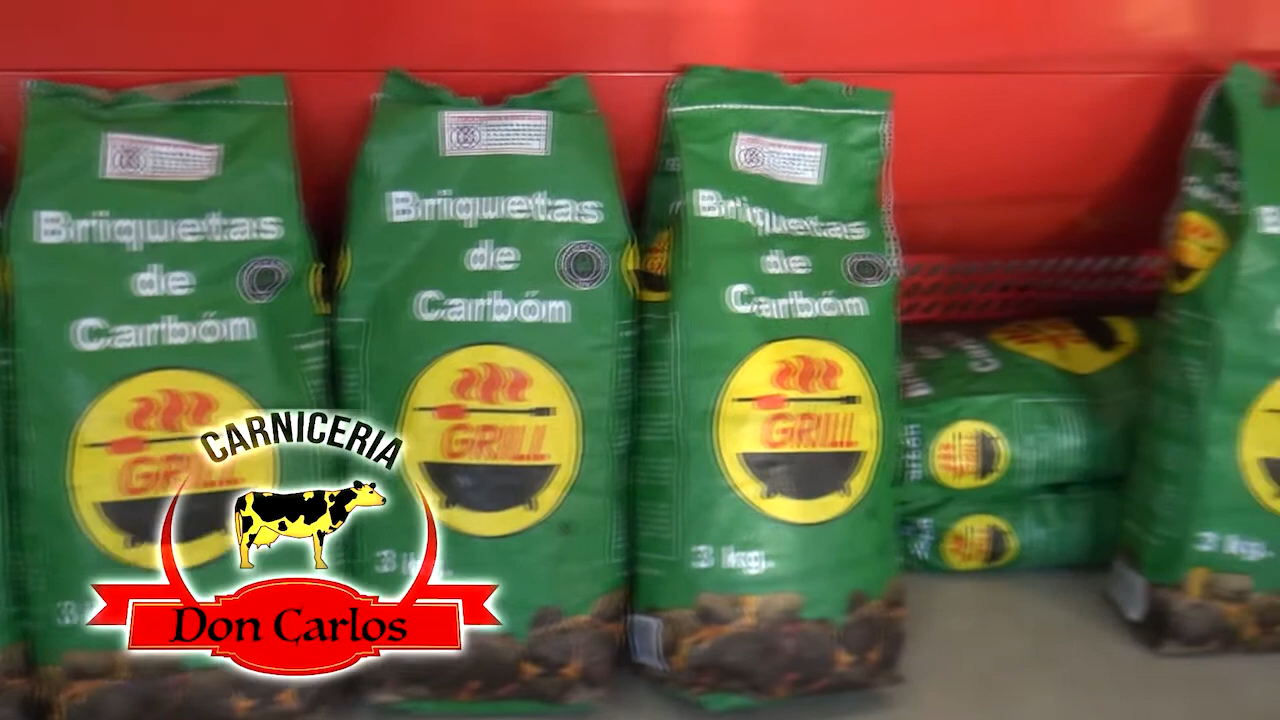 Briquetas
de
Carbón
GRILL
Briquetas
de
Carbón
GRILL
3
Briquetas
de
Carbón
GRILL
3 kg.
3 kg.
CARNICERIA
Don Carlos